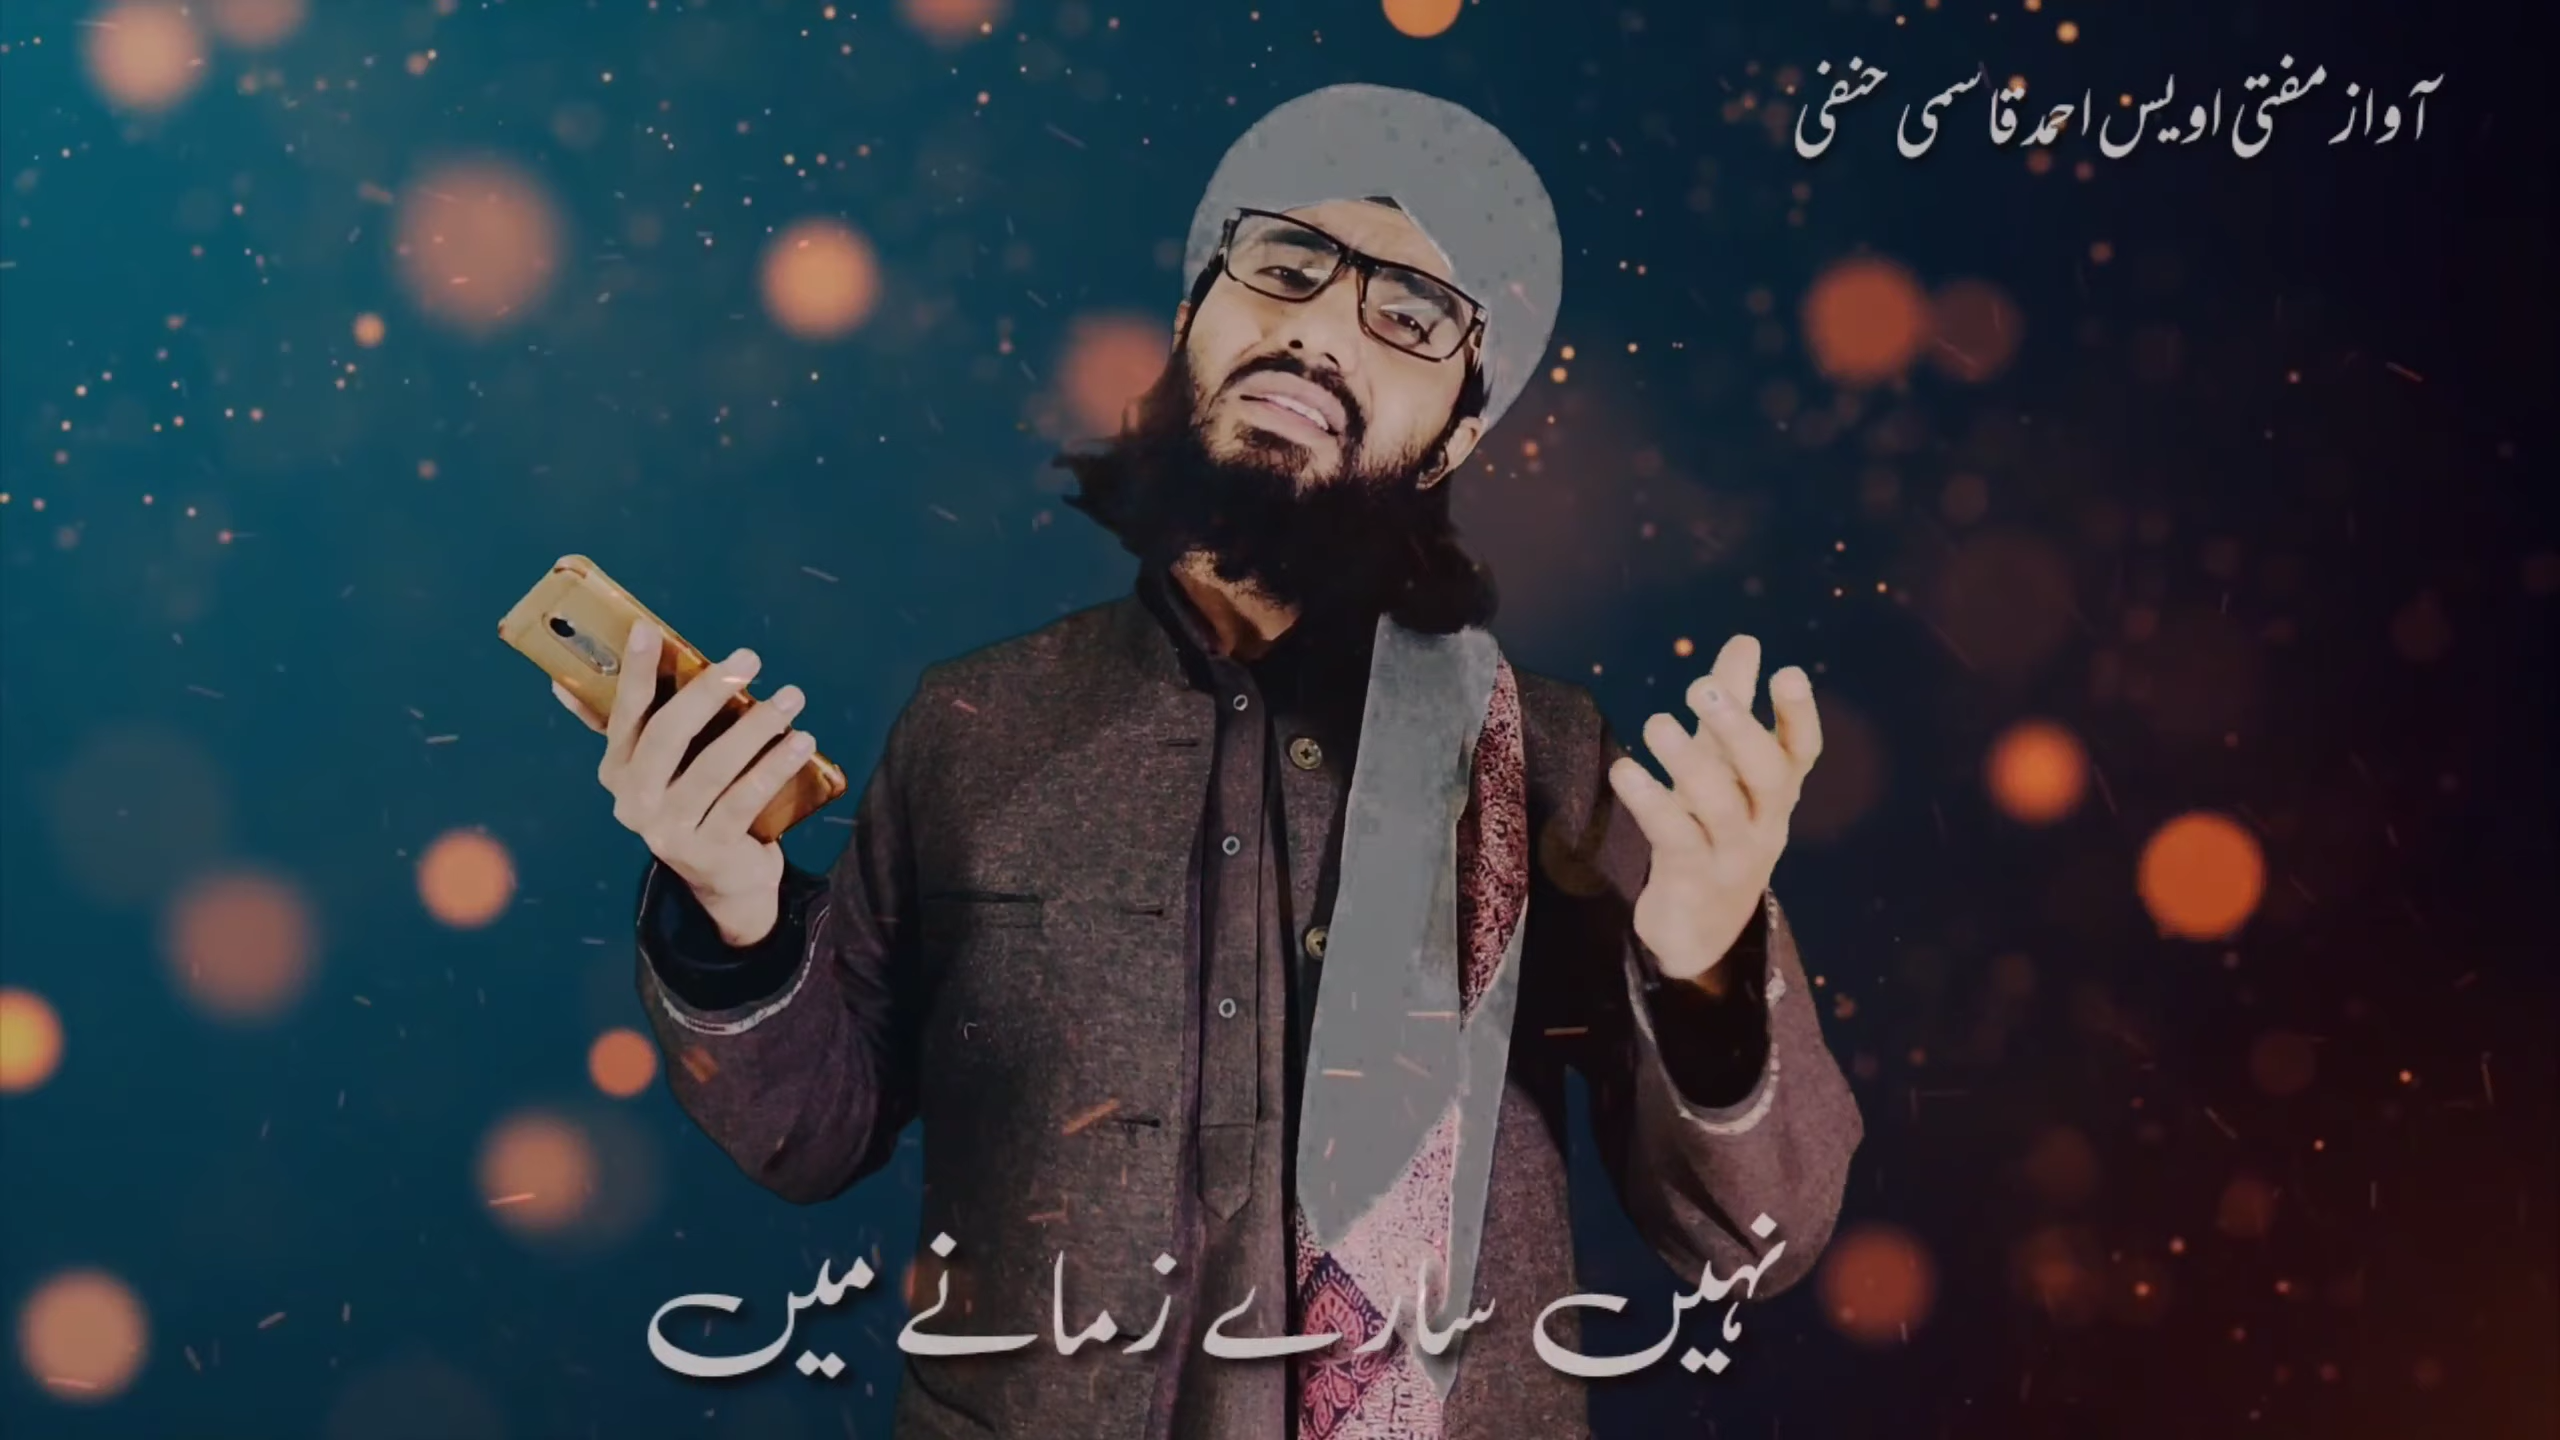 آواز مفتی اویس احمد قاسمی حنفی
نہیں سارے زمانے میں